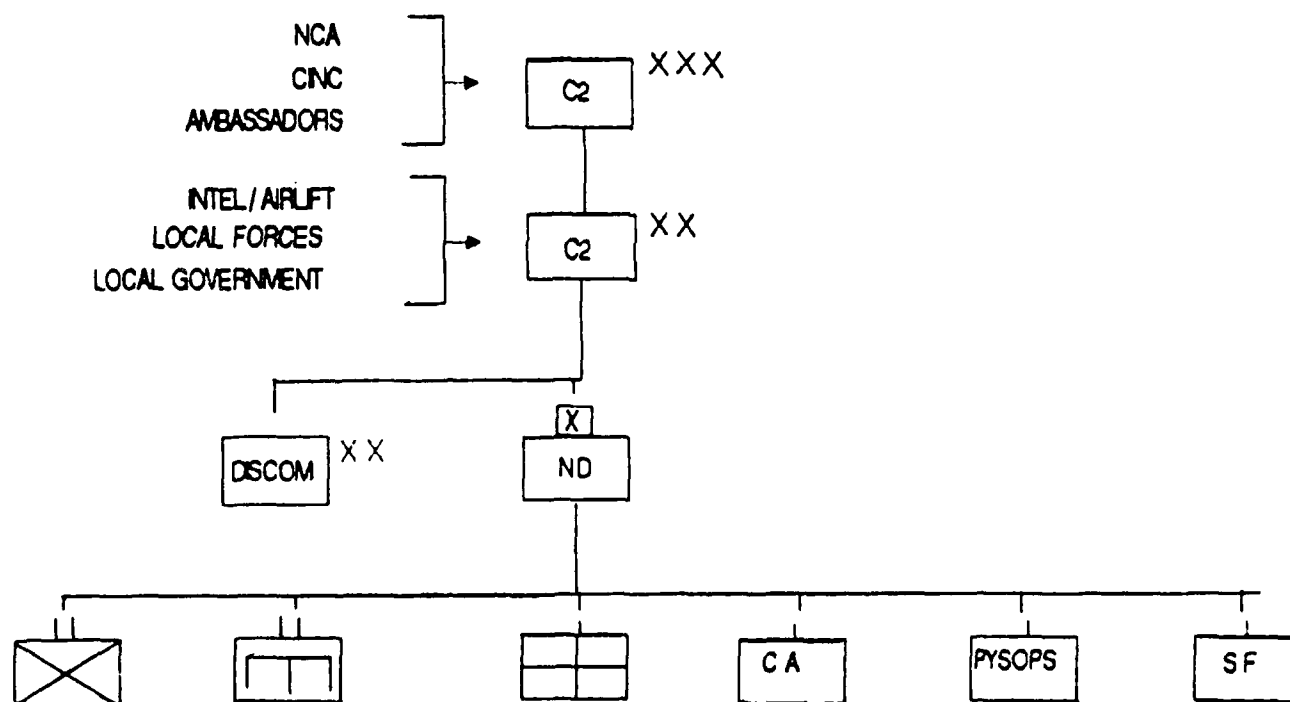 NCA
CINC
AMBASSADORS
C2
XXX
INTEL / AIRLIFT
LOCAL FORCES
LOCAL GOVERNMENT
C2
XX
DISCOM
XX
X
ND
CA
PYSOPS
SF